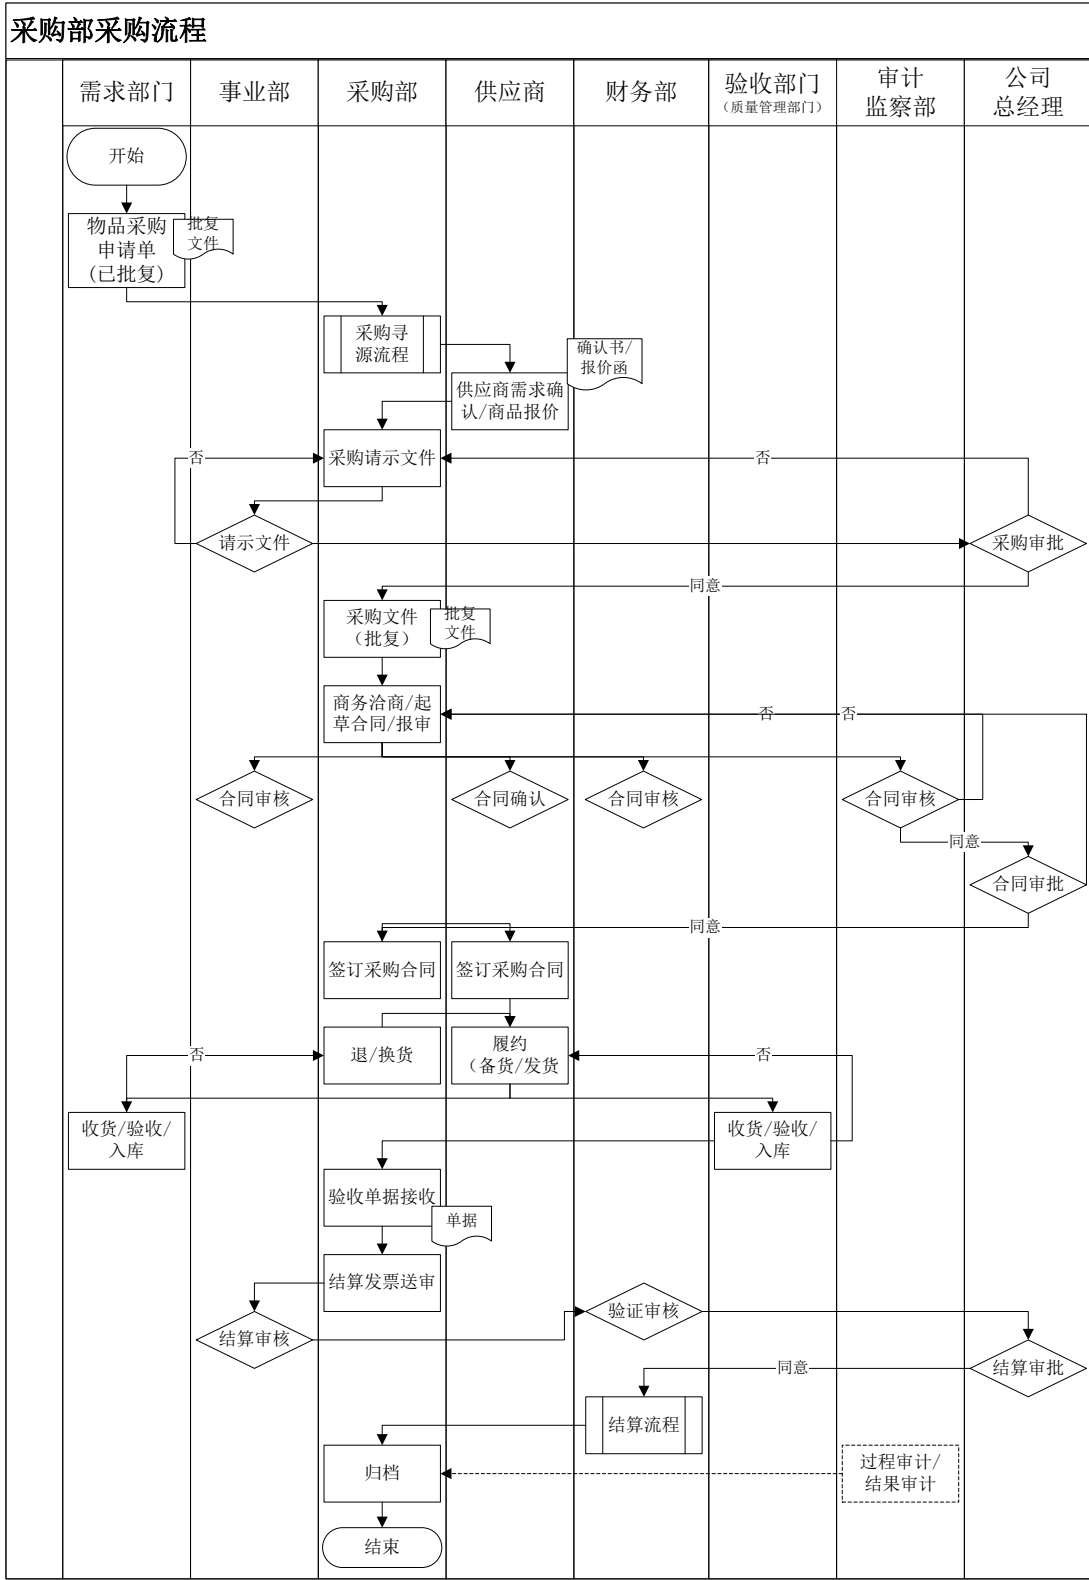 采购部采购流程
需求部门
事业部
采购部
供应商
财务部
验收部门
（质量管理部门）
审计
监察部
公司
总经理
开始
物品采购
申请单
(已批复)
批复
文件
采购寻
源流程
确认书/
报价函
供应商需求确
认/商品报价
否
采购请示文件
否
请示文件
采购审批
同意
采购文件
（批复）
批复
文件
商务洽商/起
草合同/报审
否
否
合同审核
合同确认
合同审核
合同审核
同意
合同审批
同意
签订采购合同
签订采购合同
否
退/换货
履约
（备货/发货
否
收货/验收/
入库
收货/验收/
入库
验收单据接收
单据
结算发票送审
验证审核
结算审核
同意
结算审批
结算流程
归档
过程审计/
结果审计
结束